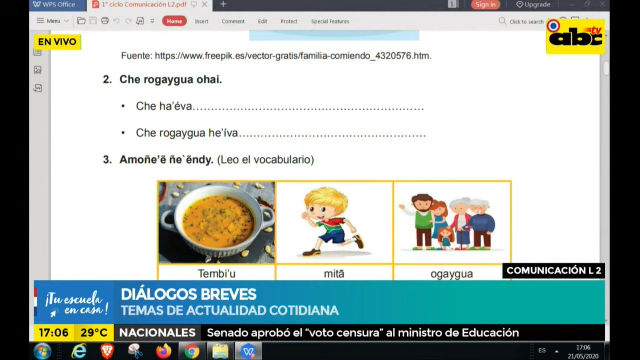 WPS Office
1° ciclo Comunicación L2.pdf
Sign in
Upgrade
Menu
Home
Insert
Comment
Edit
Page
Protect
Special Features
Click to search
EN VIVO
abc
tv
Fuente: https://www.freepik.es/vector-gratis/familia-comiendo_4320576.htm.
2. Che rogaygua ohai.
• Che ha'éva……………………………………………………
• Che rogaygua he'íva…………………………………………
3. Amoñe'ẽ ñe`ẽndy. (Leo el vocabulario)
Tembi'u
mitã
ogaygua
COMUNICACIÓN L 2
¡Tu escuela en casa!
DIÁLOGOS BREVES
TEMAS DE ACTUALIDAD COTIDIANA
17:06 29°C NACIONALES Senado aprobó el "voto censura" al ministro de Educación
ES
17:06
21/05/2020